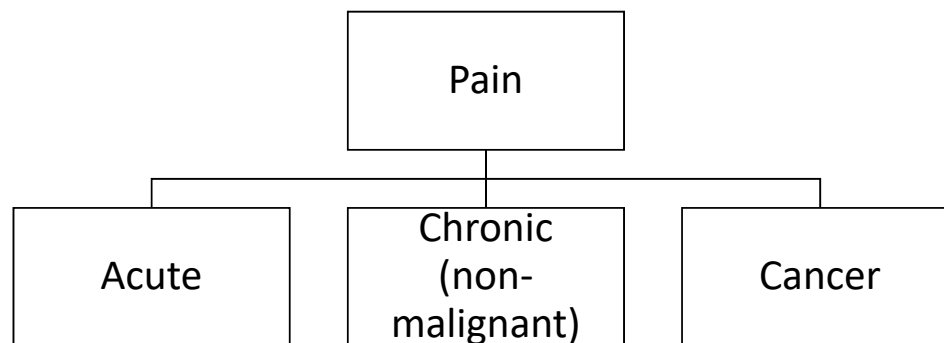 Pain
Acute
Chronic
(non-
malignant)
Cancer